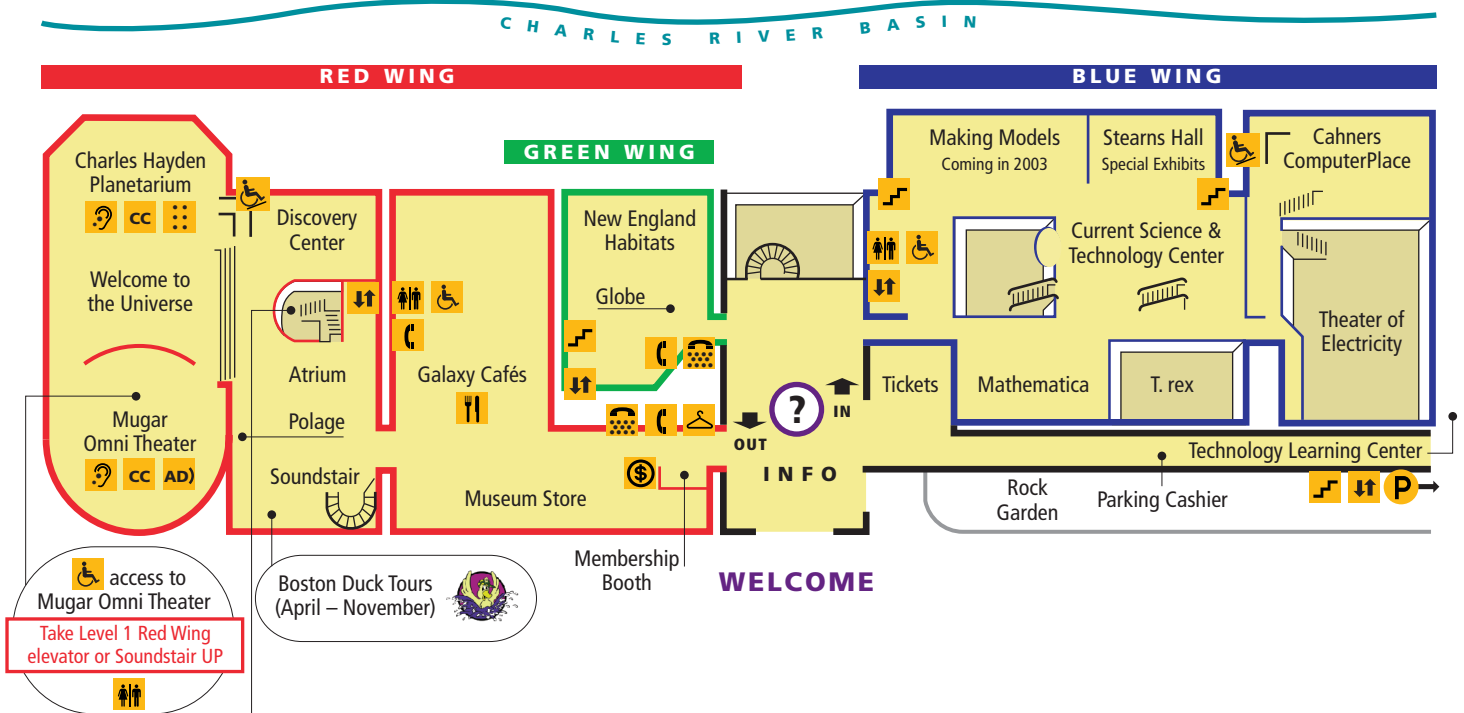 CHARLES RIVER BASIN
RED WING
BLUE WING
GREEN WING
Charles Hayden
Planetarium
CC
Welcome to
the Universe
Mugar
Omni Theater
CC AD)
Discovery
Center
Atrium
Polage
Soundstair
Galaxy Cafés
Museum Store
$
New England
Habitats
Globe
Membership
Booth
?
IN
OUT
INFO
WELCOME
Tickets
Making Models
Coming in 2003
Stearns Hall
Special Exhibits
Cahners
ComputerPlace
Current Science &
Technology Center
Theater of
Electricity
Mathematica
T. rex
Technology Learning Center
P
Rock
Garden
Parking Cashier
access to
Mugar Omni Theater
Take Level 1 Red Wing
elevator or Soundstair UP
Boston Duck Tours
(April – November)